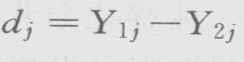 d_j = Y_{1j} − Y_{2j}